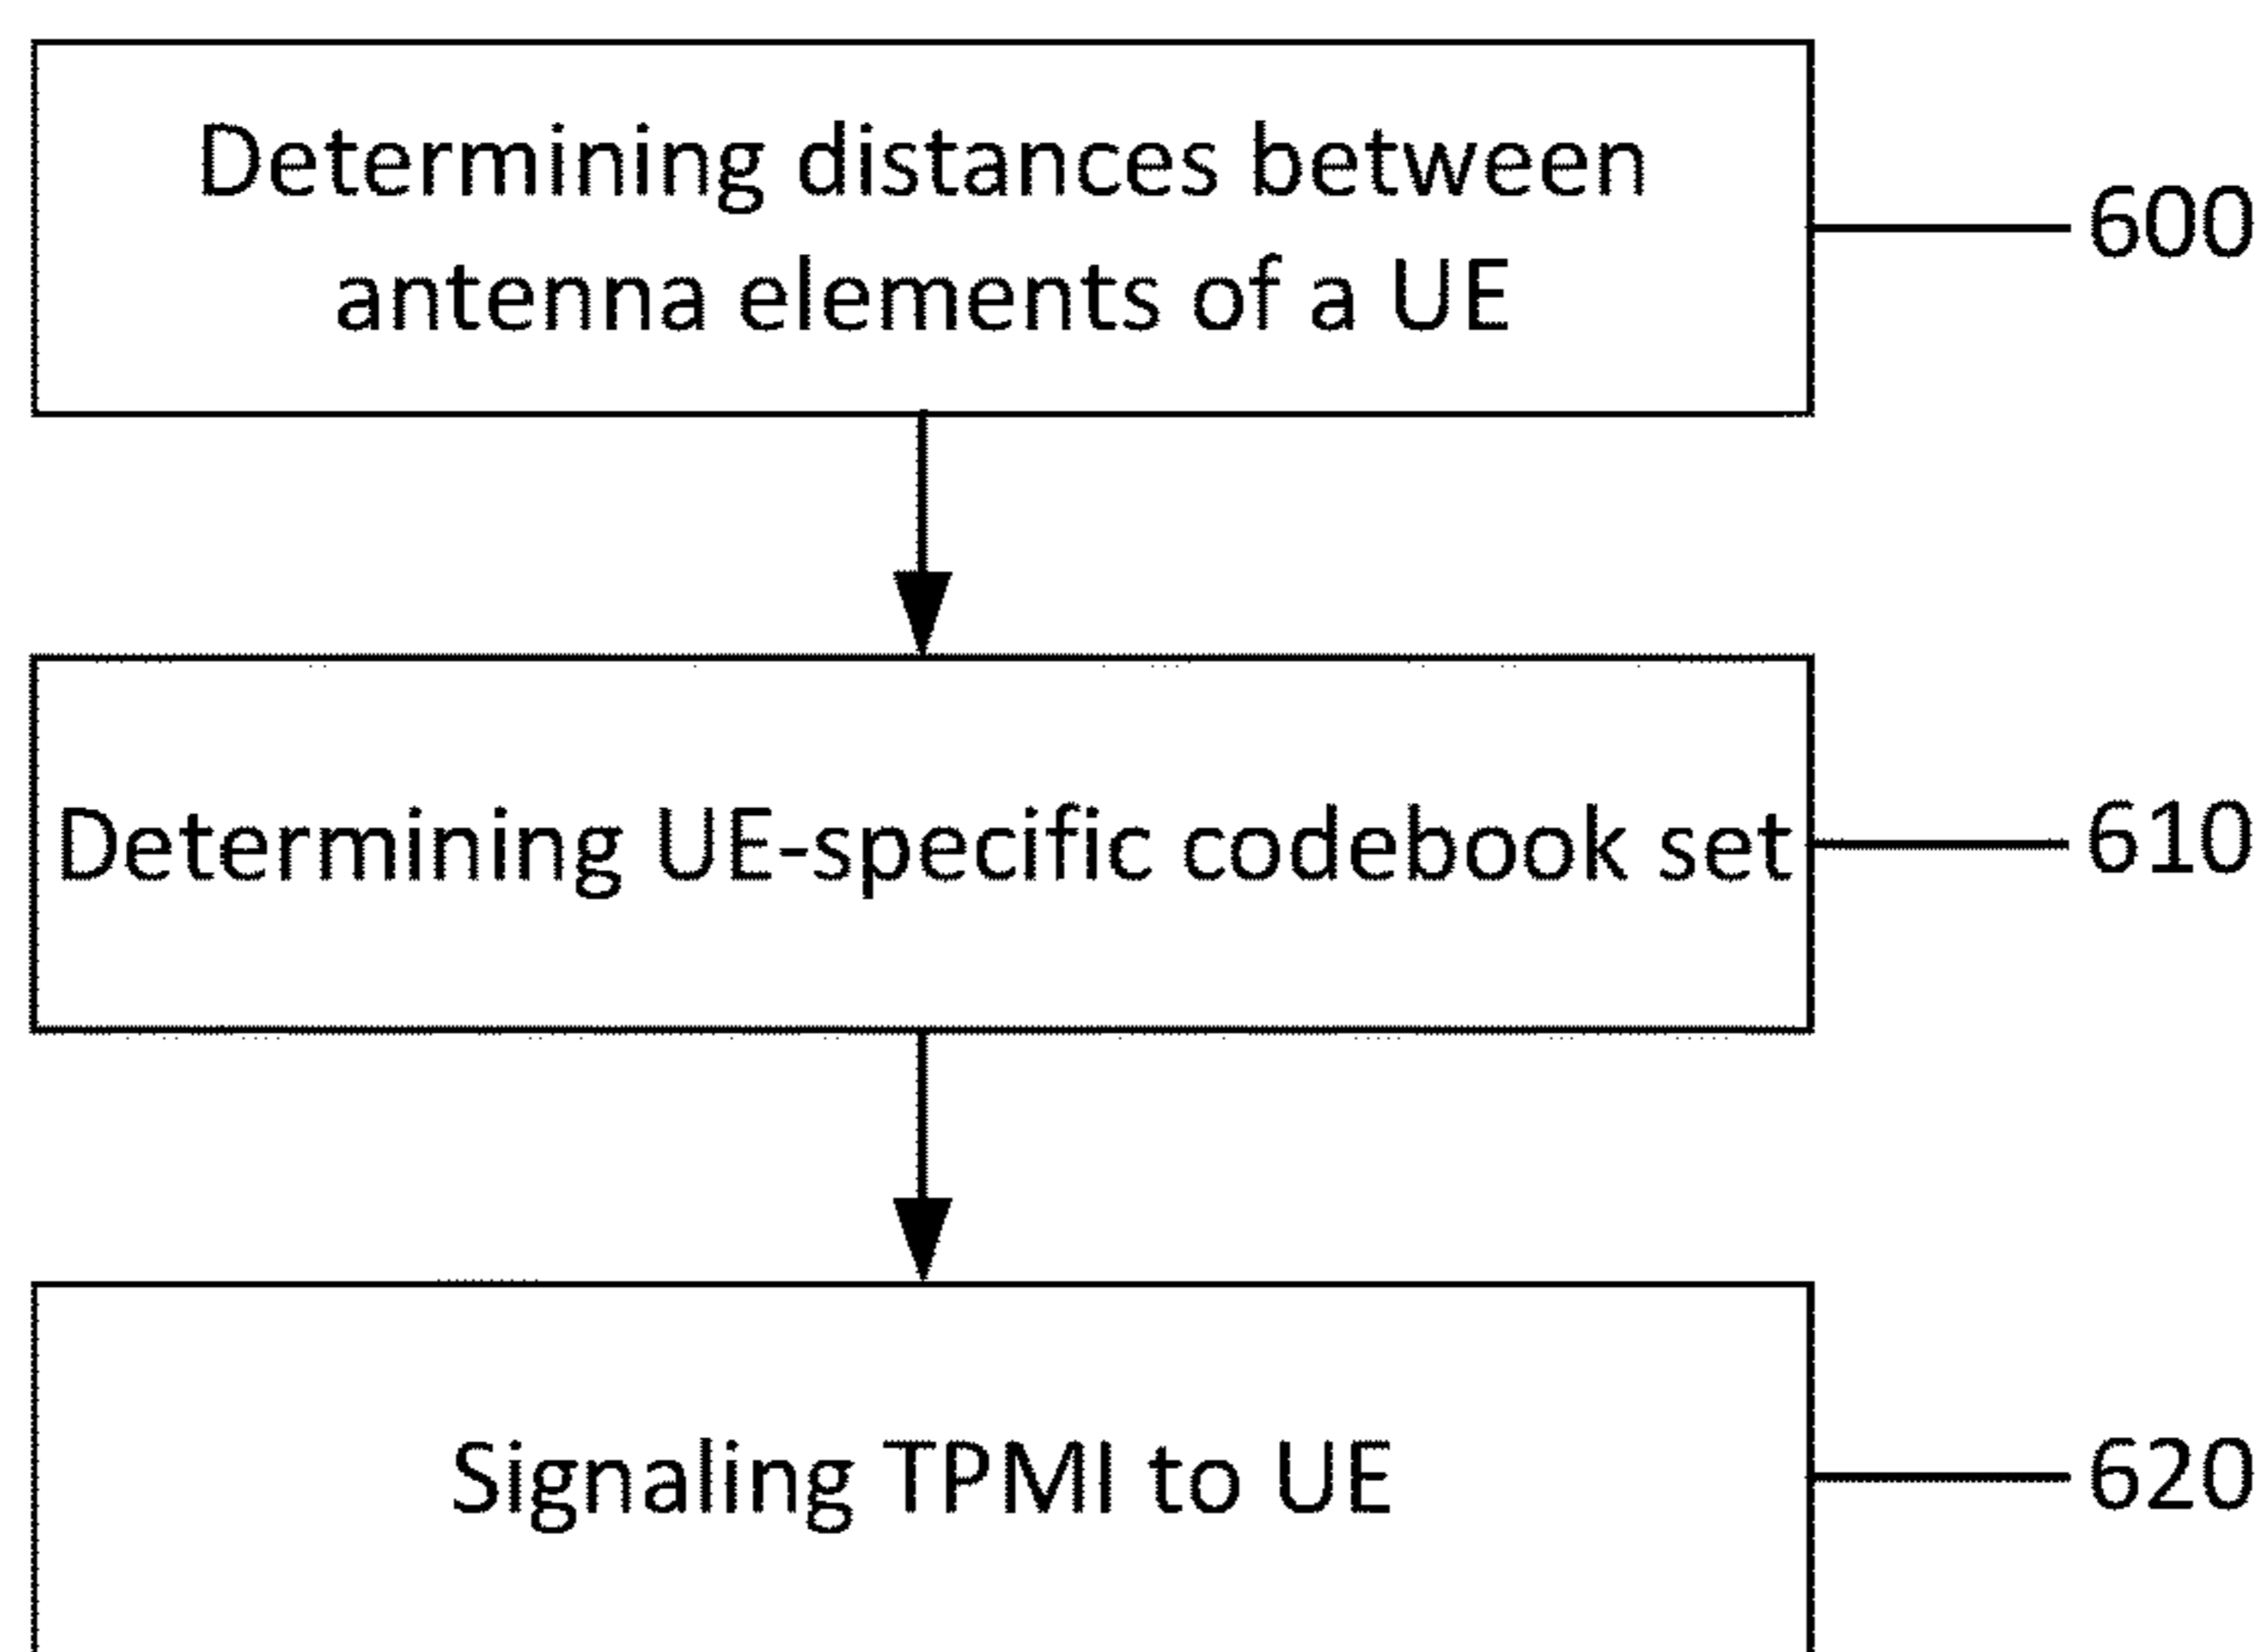 Determining distances between
antenna elements of a UE
600
Determining UE-specific codebook set
610
Signaling TPMI to UE
620